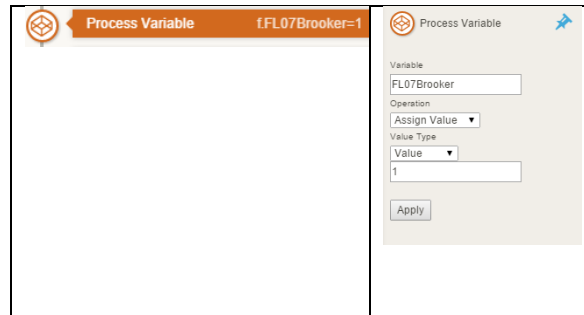 Process Variable f.FL07Brooker=1
Process Variable
Variable
FL07Brooker
Operation
Assign Value
Value Type
Value
1
Apply